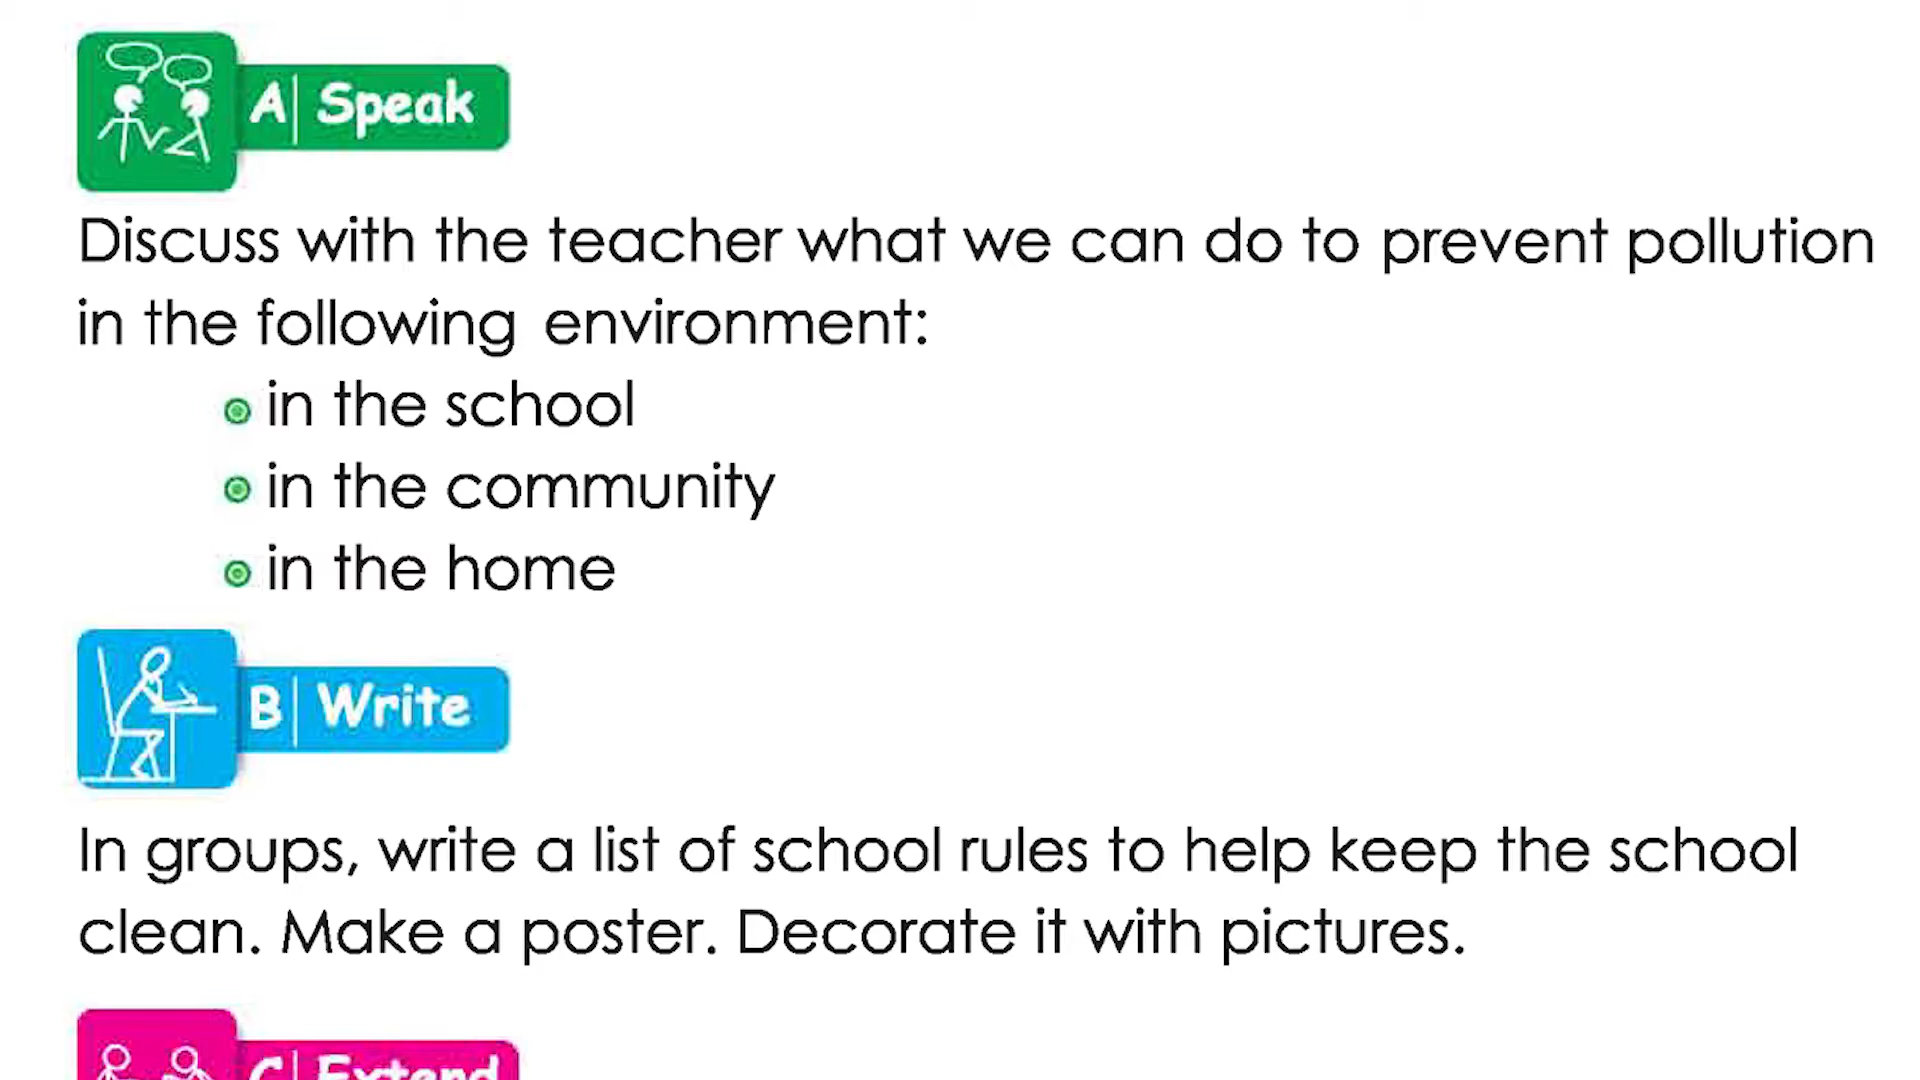 A Speak
Discuss with the teacher what we can do to prevent pollution
in the following environment:
in the school
in the community
in the home
B Write
In groups, write a list of school rules to help keep the school
clean. Make a poster. Decorate it with pictures.
C Extend